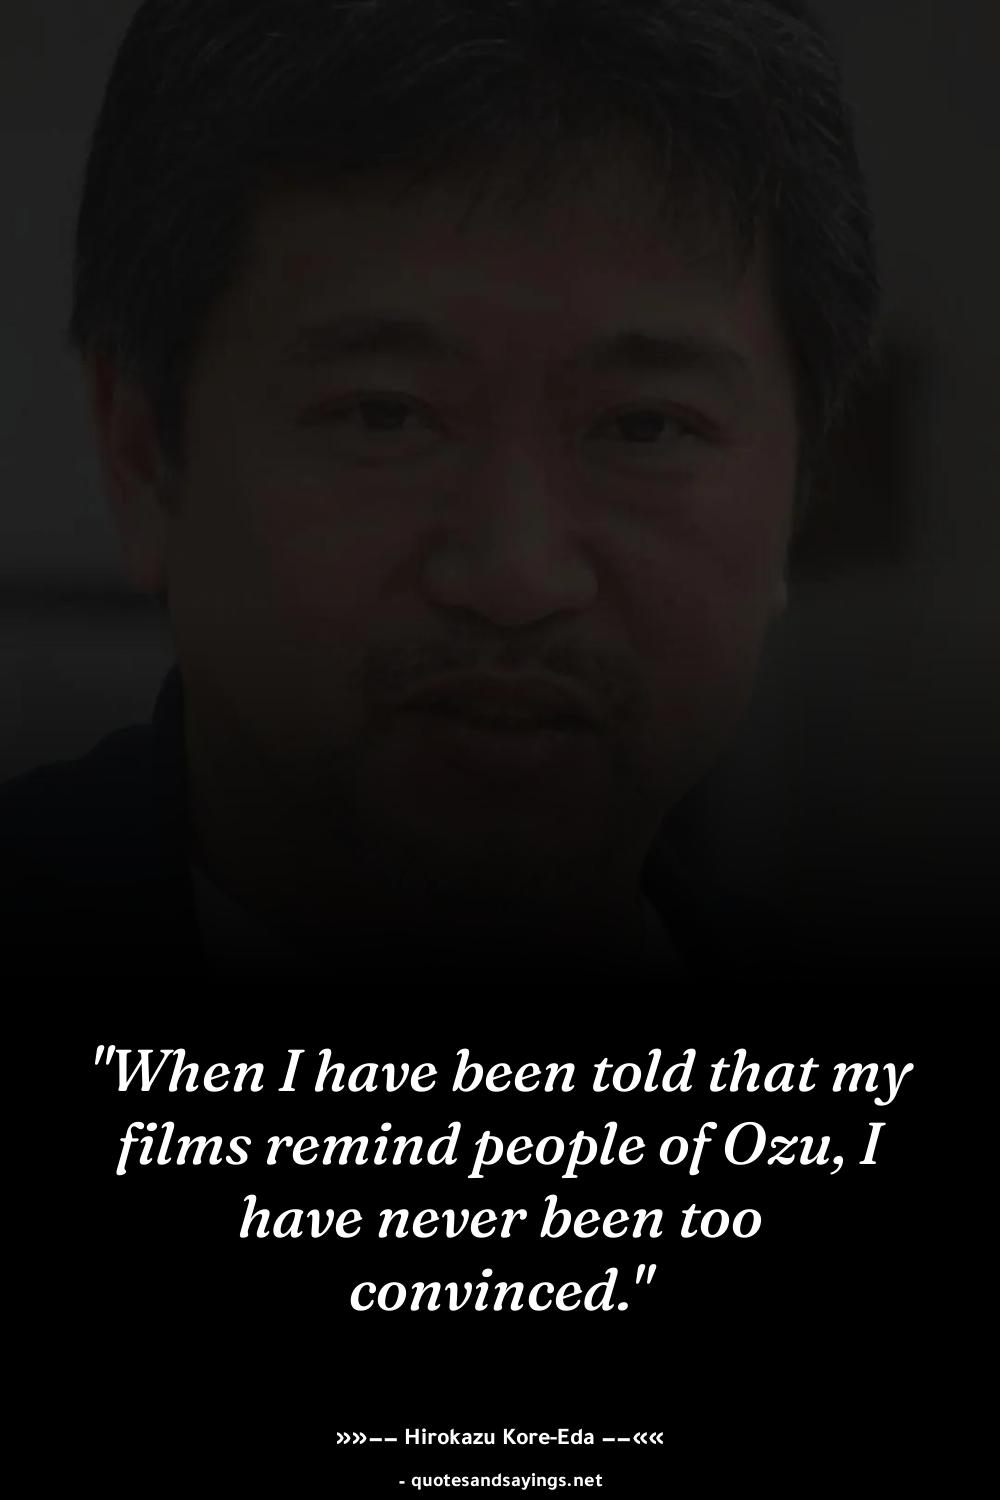 "When I have been told that my
films remind people of Ozu, I
have never been too
convinced."
»»–– Hirokazu Kore-Eda ––««
- quotesandsayings.net